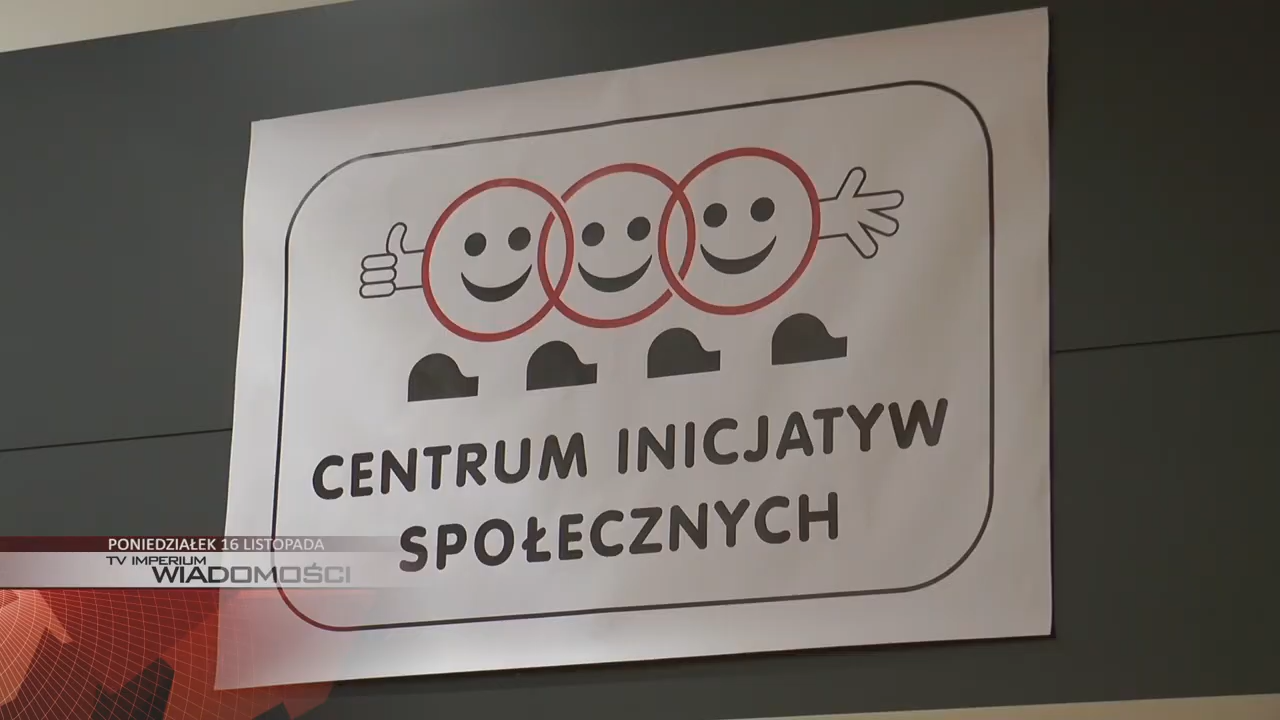 CENTRUM INICJATYW
SPOŁECZNYCH
PONIEDZIAŁEK 16 LISTOPADA
TV IMPERIUM
WIADOMOŚCI